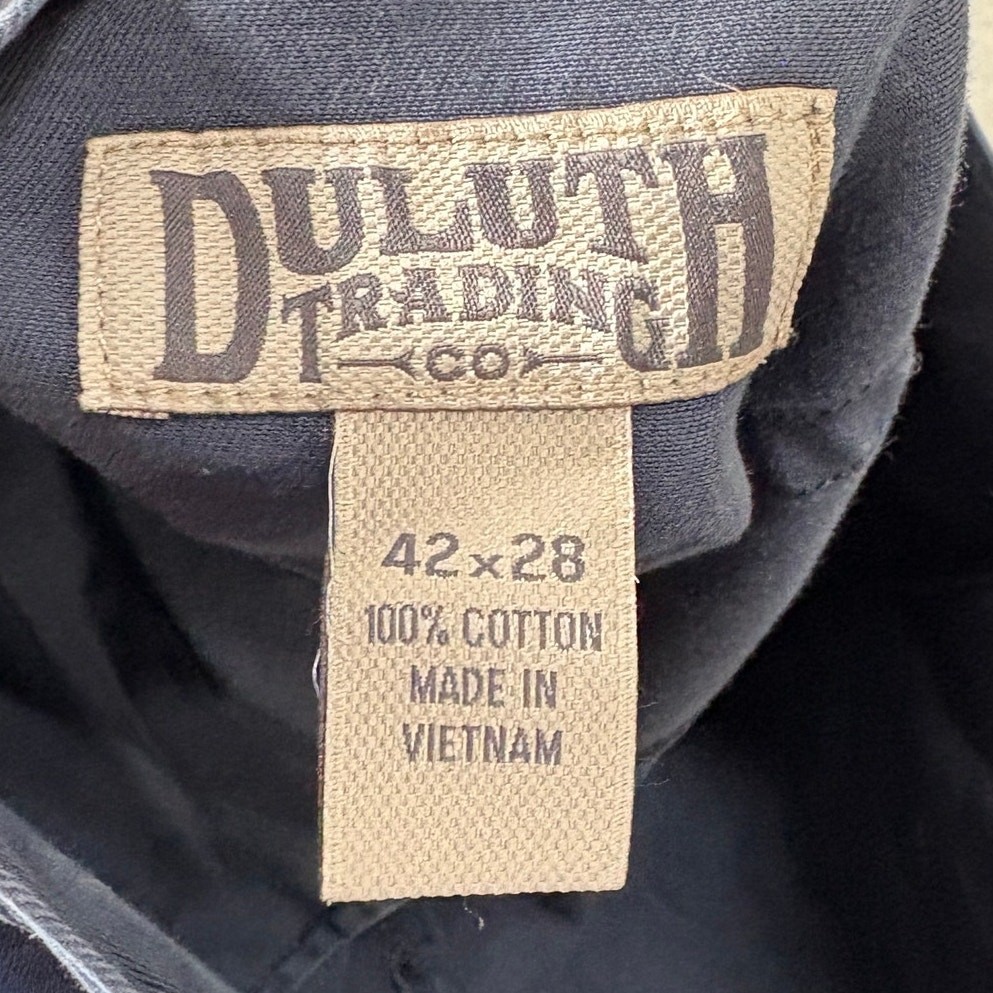 DULUTH
TRADING
CO
42x28
100% COTTON
MADE IN
VIETNAM